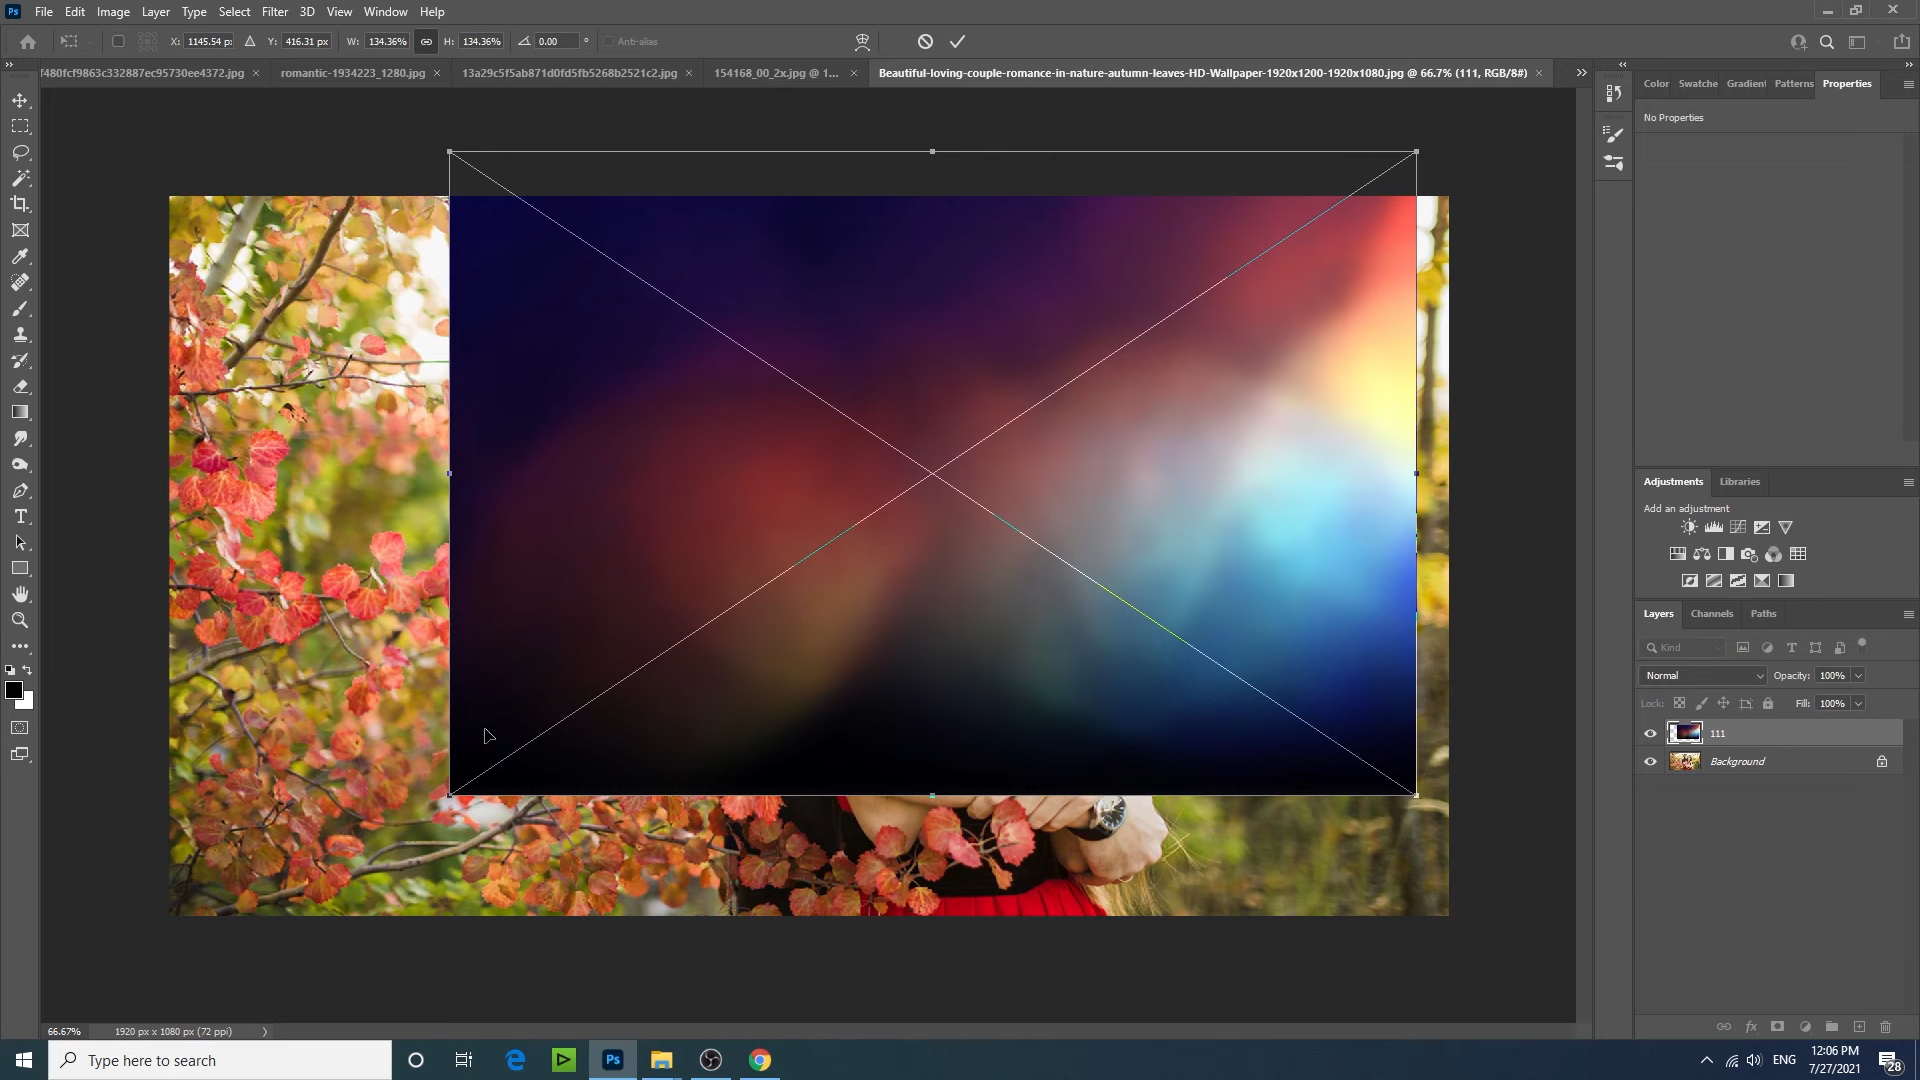 Ps File Edit Image Layer Type Select Filter 3D View Window Help
X: 1145.54 p: Y: 416.31 px W: 134.36% H: 134.36% 0.00 ° Anti-alias
f480fcf9863c332887ec95730ee4372.jpg × romantic-1934223_1280.jpg × 13a29c5f5ab871d0fd5fb5268b2521c2.jpg × 154168_00_2x.jpg @ 1... × Beautiful-loving-couple-romance-in-nature-autumn-leaves-HD-Wallpaper-1920x1200-1920x1080.jpg @ 66.7% (111, RGB/8#) ×
Color Swatche Gradien Patterns Properties
No Properties
Adjustments Libraries
Add an adjustment
Layers Channels Paths
Kind
Normal Opacity: 100%
Lock: Fill: 100%
111
Background
66.67% 1920 px x 1080 px (72 ppi)
Type here to search
Ps
ENG
12:06 PM
7/27/2021
28